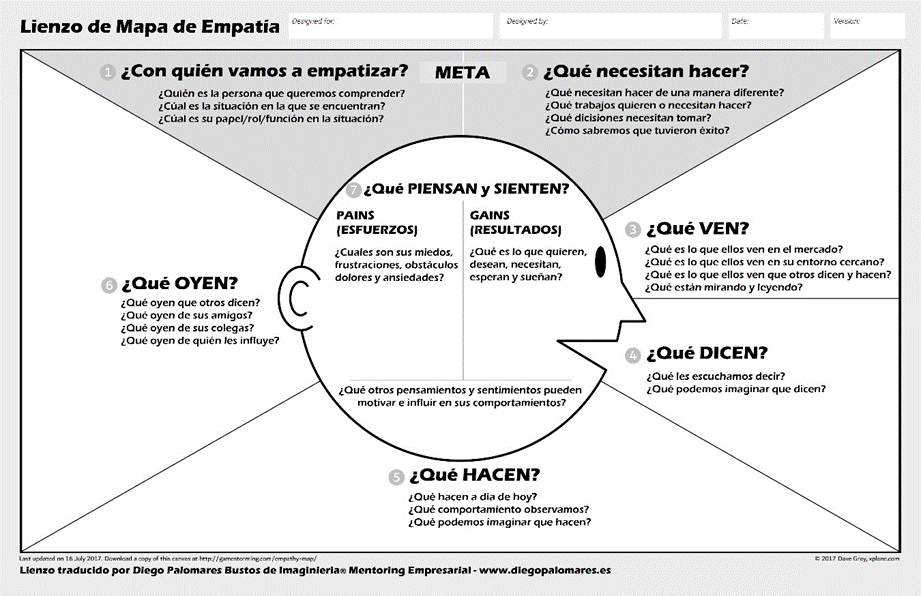 Lienzo de Mapa de Empatía
Designed for:
Designed by:
Date:
Version:
META
1 ¿Con quién vamos a empatizar?
¿Quién es la persona que queremos comprender?
¿Cúal es la situación en la que se encuentran?
¿Cúal es su papel/rol/función en la situación?
2 ¿Qué necesitan hacer?
¿Qué necesitan hacer de una manera diferente?
¿Qué trabajos quieren o necesitan hacer?
¿Qué dicisiones necesitan tomar?
¿Cómo sabremos que tuvieron éxito?
3 ¿Qué VEN?
¿Qué es lo que ellos ven en el mercado?
¿Qué es lo que ellos ven en su entorno cercano?
¿Qué es lo que ellos ven que otros dicen y hacen?
¿Qué están mirando y leyendo?
4 ¿Qué DICEN?
¿Qué les escuchamos decír?
¿Qué podemos imaginar que dicen?
5 ¿Qué HACEN?
¿Qué hacen a día de hoy?
¿Qué comportamiento observamos?
¿Qué podemos imaginar que hacen?
6 ¿Qué OYEN?
¿Qué oyen que otros dicen?
¿Qué oyen de sus amigos?
¿Qué oyen de sus colegas?
¿Qué oyen de quién les influye?
7 ¿Qué PIENSAN y SIENTEN?
PAINS
(ESFUERZOS)
¿Cuales son sus miedos,
frustraciones, obstáculos
dolores y ansiedades?
GAINS
(RESULTADOS)
¿Qué es lo que quieren,
desean, necesitan,
esperan y sueñan?
¿Qué otros pensamientos y sentimientos pueden
motivar e influir en sus comportamientos?
Last updated on 16 July 2017. Download a copy of this canvas at http://gamestorming.com/empathy-map/
© 2017 Dave Gray, xplane.com
Lienzo traducido por Diego Palomares Bustos de Imaginieria® Mentoring Empresarial - www.diegopalomares.es